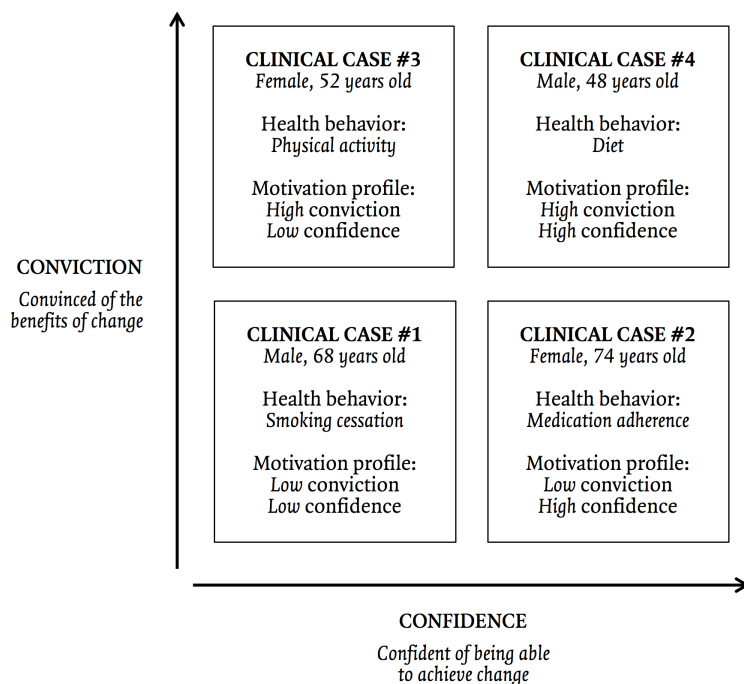 CLINICAL CASE #3
Female, 52 years old
Health behavior:
Physical activity
Motivation profile:
High conviction
Low confidence
CLINICAL CASE #4
Male, 48 years old
Health behavior:
Diet
Motivation profile:
High conviction
High confidence
CONVICTION
Convinced of the
benefits of change
CLINICAL CASE #1
Male, 68 years old
Health behavior:
Smoking cessation
Motivation profile:
Low conviction
Low confidence
CLINICAL CASE #2
Female, 74 years old
Health behavior:
Medication adherence
Motivation profile:
Low conviction
High confidence
CONFIDENCE
Confident of being able
to achieve change